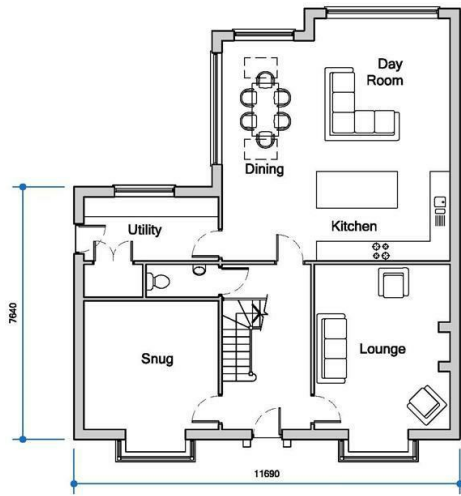 Day
Room
Dining
Kitchen
Utility
Snug
Lounge
7640
11690